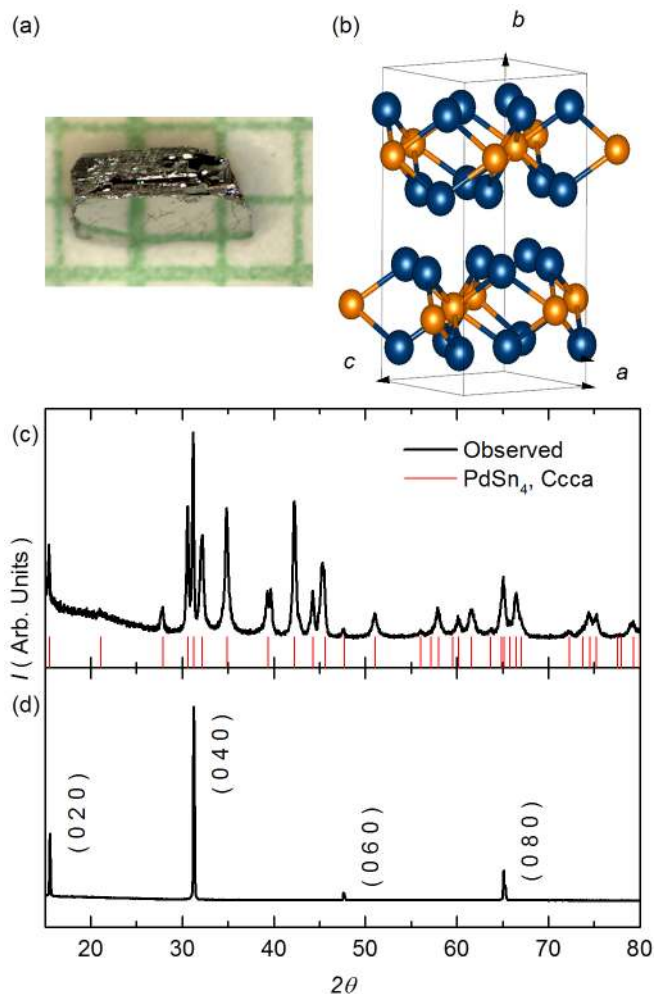 (a)
(b)
b
c
a
(c)
Observed
PdSn₄, Ccca
I ( Arb. Units )
(d)
( 0 2 0 )
( 0 4 0 )
( 0 6 0 )
( 0 8 0 )
20 30 40 50 60 70 80
2θ